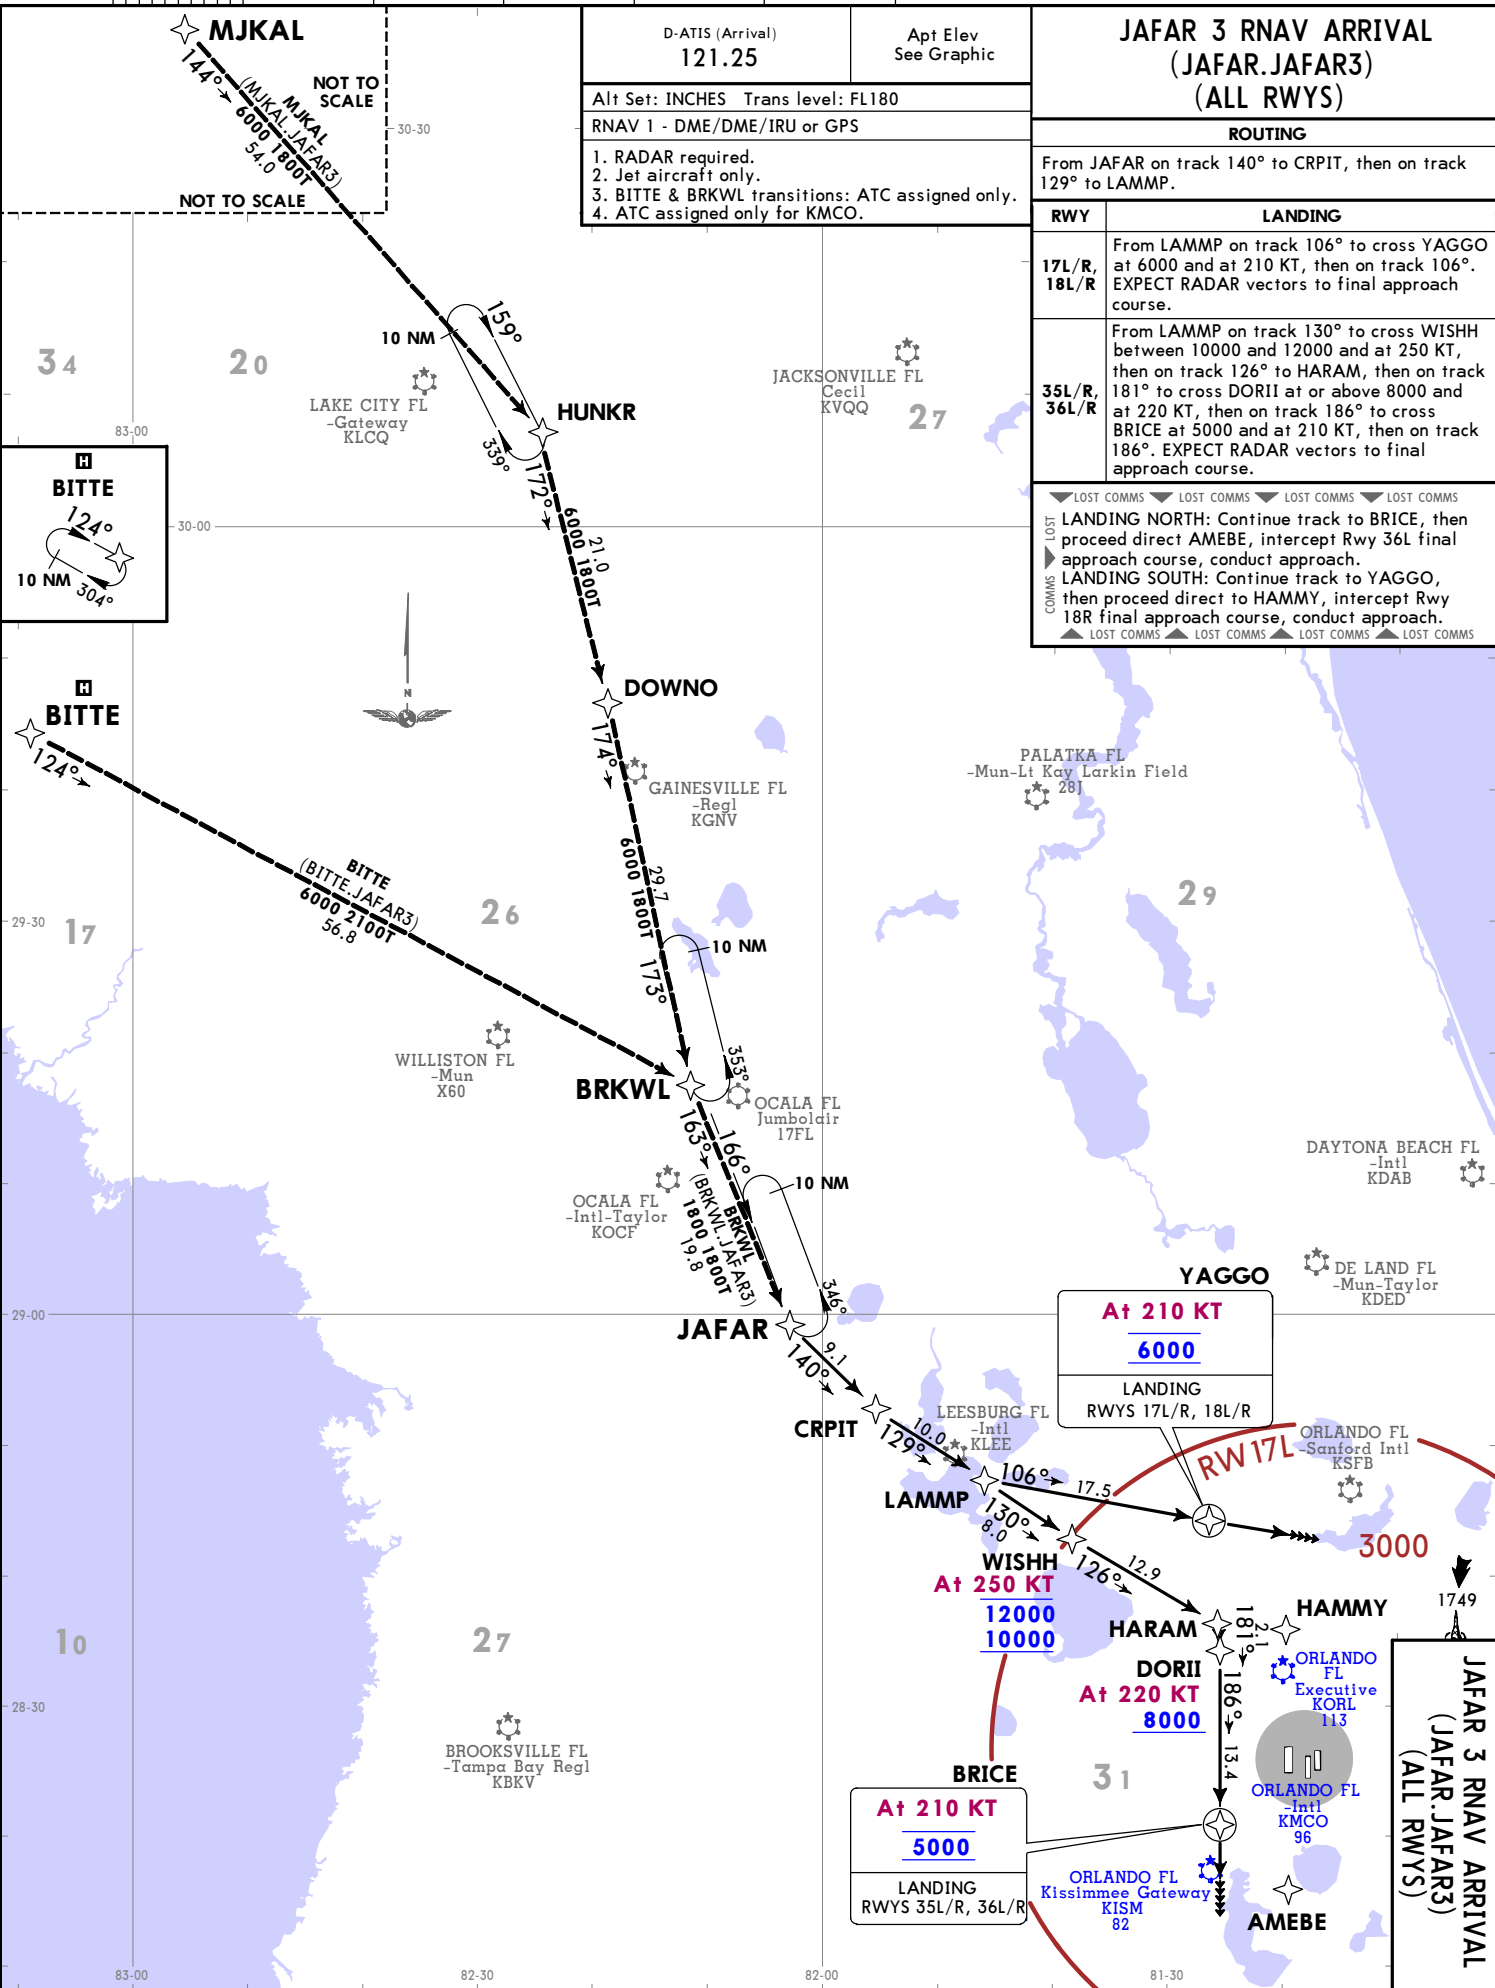 D-ATIS (Arrival)
121.25
Apt Elev
See Graphic
Alt Set: INCHES Trans level: FL180
RNAV 1 - DME/DME/IRU or GPS
1. RADAR required.
2. Jet aircraft only.
3. BITTE & BRKWL transitions: ATC assigned only.
4. ATC assigned only for KMCO.
JAFAR 3 RNAV ARRIVAL
(JAFAR.JAFAR3)
(ALL RWYS)
ROUTING
From JAFAR on track 140° to CRPIT, then on track
129° to LAMMP.
RWY
LANDING
17L/R,
18L/R
From LAMMP on track 106° to cross YAGGO
at 6000 and at 210 KT, then on track 106°.
EXPECT RADAR vectors to final approach
course.
35L/R,
36L/R
From LAMMP on track 130° to cross WISHH
between 10000 and 12000 and at 250 KT,
then on track 126° to HARAM, then on track
181° to cross DORII at or above 8000 and
at 220 KT, then on track 186° to cross
BRICE at 5000 and at 210 KT, then on track
186°. EXPECT RADAR vectors to final
approach course.
LOST COMMS LOST COMMS LOST COMMS LOST COMMS
LOST
COMMS
LANDING NORTH: Continue track to BRICE, then
proceed direct AMEBE, intercept Rwy 36L final
approach course, conduct approach.
LANDING SOUTH: Continue track to YAGGO,
then proceed direct to HAMMY, intercept Rwy
18R final approach course, conduct approach.
LOST COMMS LOST COMMS LOST COMMS LOST COMMS
MJKAL
144°
MJKAL
(MJKAL.JAFAR3)
6000 1800T
54.0
NOT TO
SCALE
NOT TO SCALE
30-30
34
20
10 NM
159°
339°
HUNKR
LAKE CITY FL
-Gateway
KLCQ
JACKSONVILLE FL
Cecil
KVQQ
27
83-00
H
BITTE
124°
10 NM
304°
30-00
172°
21.0
6000 1800T
N
DOWNO
174°
H
BITTE
124°
GAINESVILLE FL
-Regl
KGNV
PALATKA FL
-Mun-Lt Kay Larkin Field
28J
29.7
6000 1800T
173°
BITTE
(BITTE.JAFAR3)
6000 2100T
56.8
26
29
29-30
17
10 NM
WILLISTON FL
-Mun
X60
353°
BRKWL
OCALA FL
Jumbolair
17FL
163°
166°
10 NM
BRKWL
(BRKWL.JAFAR3)
1800 1800T
19.8
OCALA FL
-Intl-Taylor
KOCF
DAYTONA BEACH FL
-Intl
KDAB
DE LAND FL
-Mun-Taylor
KDED
346°
29-00
JAFAR
YAGGO
At 210 KT
6000
LANDING
RWYS 17L/R, 18L/R
9.1
140°
CRPIT
10.0
129°
LEESBURG FL
-Intl
KLEE
ORLANDO FL
-Sanford Intl
KSFB
RW17L
LAMMP
106°
17.5
130°
8.0
3000
WISHH
At 250 KT
12000
10000
126°
12.9
1749
HARAM
181°
2.1
HAMMY
10
27
DORII
At 220 KT
8000
186°
13.4
ORLANDO
FL
Executive
KORL
113
28-30
BROOKSVILLE FL
-Tampa Bay Regl
KBKV
31
BRICE
At 210 KT
5000
LANDING
RWYS 35L/R, 36L/R
ORLANDO FL
-Intl
KMCO
96
ORLANDO FL
Kissimmee Gateway
KISM
82
AMEBE
JAFAR 3 RNAV ARRIVAL
(JAFAR.JAFAR3)
(ALL RWYS)
83-00
82-30
82-00
81-30